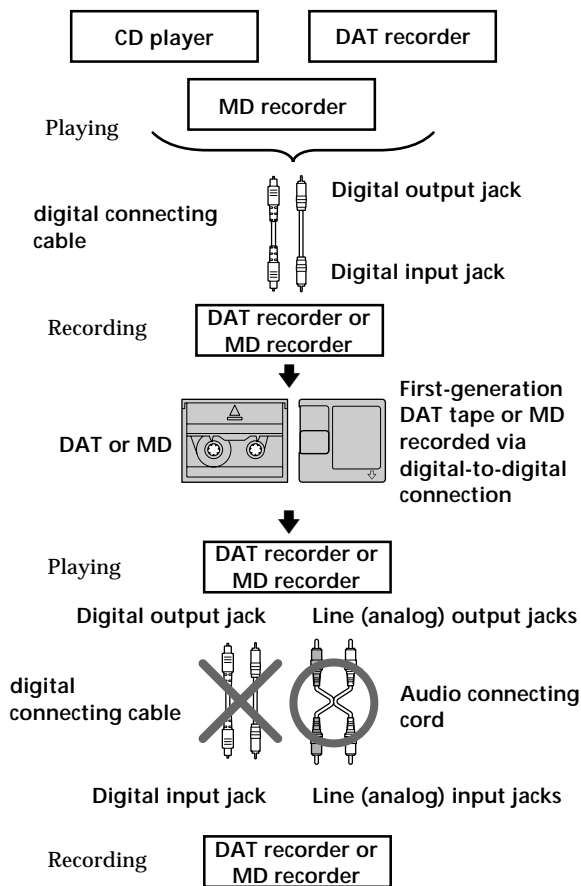 CD player
DAT recorder
MD recorder
Playing
Digital output jack
digital connecting
cable
Digital input jack
Recording
DAT recorder or
MD recorder
DAT or MD
First-generation
DAT tape or MD
recorded via
digital-to-digital
connection
Playing
DAT recorder or
MD recorder
Digital output jack
Line (analog) output jacks
digital
connecting cable
Audio connecting
cord
Digital input jack
Line (analog) input jacks
Recording
DAT recorder or
MD recorder